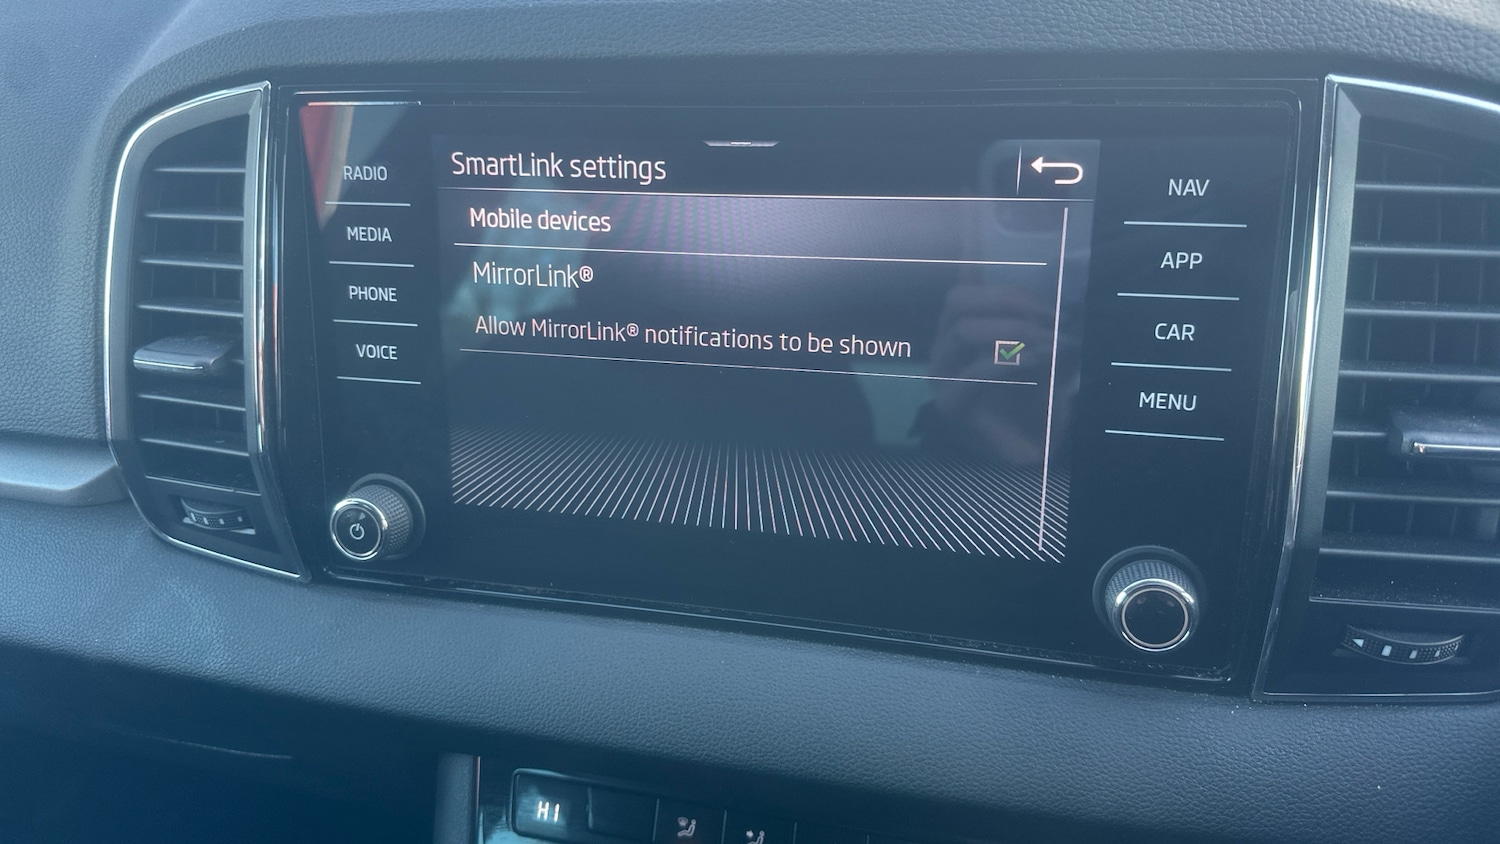 SmartLink settings
Mobile devices
MirrorLink®
Allow MirrorLink® notifications to be shown
RADIO
MEDIA
PHONE
VOICE
NAV
APP
CAR
MENU
HI